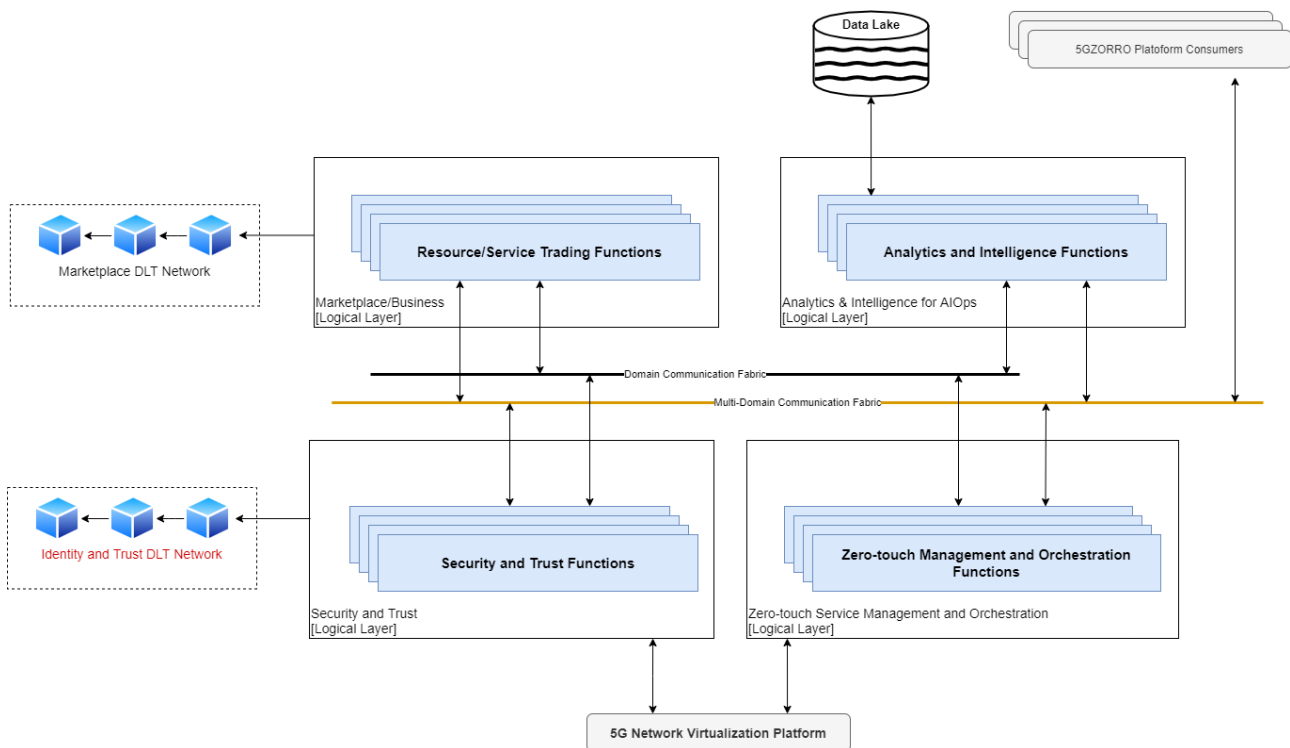 Data Lake
5GZORRO Platoform Consumers
Marketplace DLT Network
Resource/Service Trading Functions
Marketplace/Business
[Logical Layer]
Analytics and Intelligence Functions
Analytics & Intelligence for AIOps
[Logical Layer]
Domain Communication Fabric
Multi-Domain Communication Fabric
Identity and Trust DLT Network
Security and Trust Functions
Security and Trust
[Logical Layer]
Zero-touch Management and Orchestration
Functions
Zero-touch Service Management and Orchestration
[Logical Layer]
5G Network Virtualization Platform